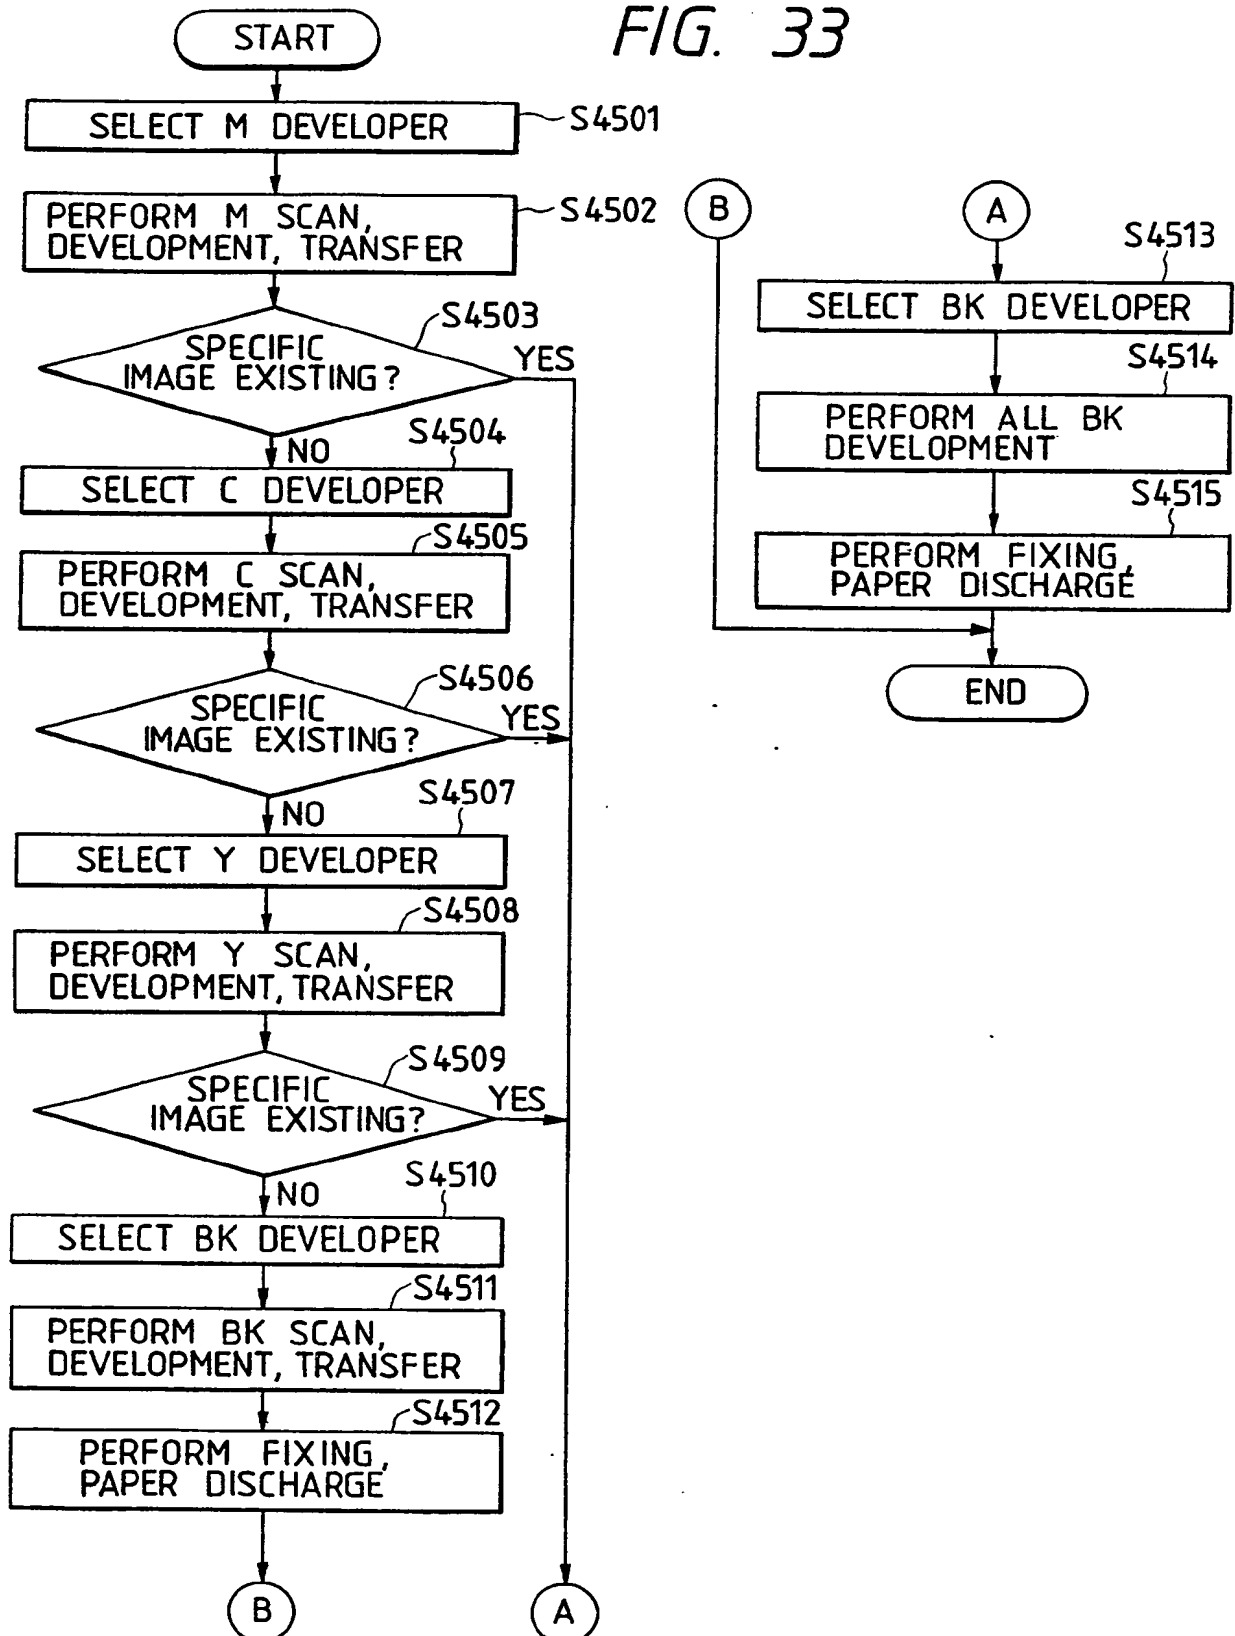 FIG. 33
START
SELECT M DEVELOPER
S4501
PERFORM M SCAN,
DEVELOPMENT, TRANSFER
S4502
S4503
SPECIFIC
IMAGE EXISTING?
YES
NO
S4504
SELECT C DEVELOPER
S4505
PERFORM C SCAN,
DEVELOPMENT, TRANSFER
S4506
SPECIFIC
IMAGE EXISTING?
YES
NO
S4507
SELECT Y DEVELOPER
S4508
PERFORM Y SCAN,
DEVELOPMENT, TRANSFER
S4509
SPECIFIC
IMAGE EXISTING?
YES
NO
S4510
SELECT BK DEVELOPER
S4511
PERFORM BK SCAN,
DEVELOPMENT, TRANSFER
S4512
PERFORM FIXING,
PAPER DISCHARGE
B
A
B
A
S4513
SELECT BK DEVELOPER
S4514
PERFORM ALL BK
DEVELOPMENT
S4515
PERFORM FIXING,
PAPER DISCHARGE
END